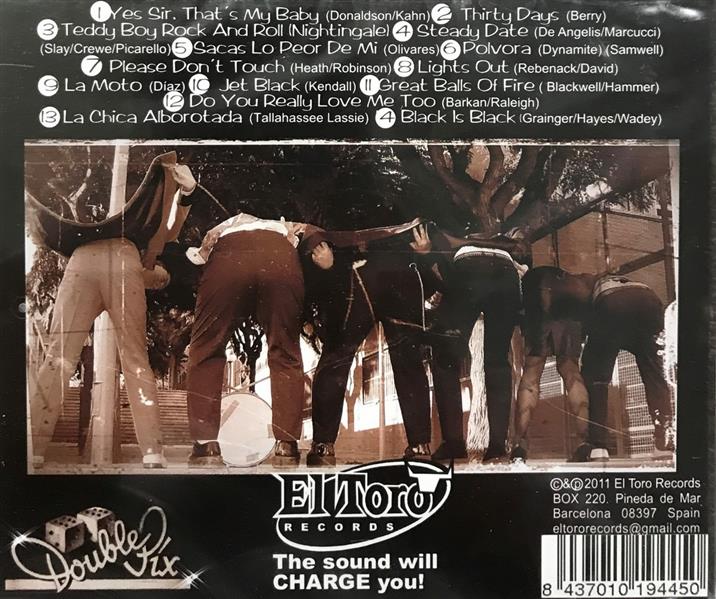 1 Yes Sir, That's My Baby (Donaldson/Kahn) 2 Thirty Days (Berry)
3 Teddy Boy Rock And Roll (Nightingale) 4 Steady Date (De Angelis/Marcucci)
(Slay/Crewe/Picarello) 5 Sacas Lo Peor De Mi (Olivares) 6 Polvora (Dynamite) (Samwell)
7 Please Don't Touch (Heath/Robinson) 8 Lights Out (Rebenack/David)
9 La Moto (Díaz) 10 Jet Black (Kendall) 11 Great Balls Of Fire ( Blackwell/Hammer)
12 Do You Really Love Me Too (Barkan/Raleigh)
13 La Chica Alborotada (Tallahassee Lassie) 4 Black Is Black (Grainger/Hayes/Wadey)
El Toro
RECORDS
The sound will
CHARGE you!
Double Six
©&℗2011 El Toro Records
BOX 220. Pineda de Mar
Barcelona 08397 Spain
eltororecords@gmail.com
8 437010 194450